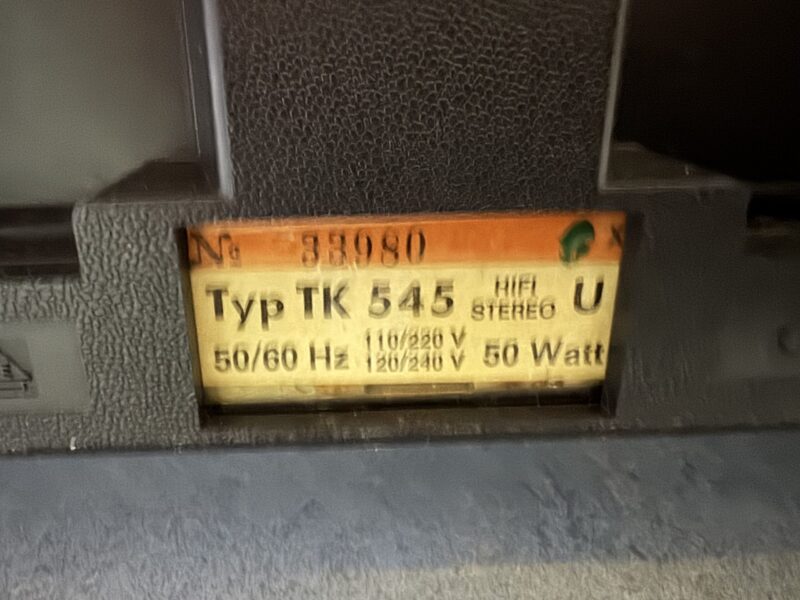 № 33980
Typ TK 545 HIFI STEREO U
50/60 Hz 110/220 V 120/240 V 50 Watt